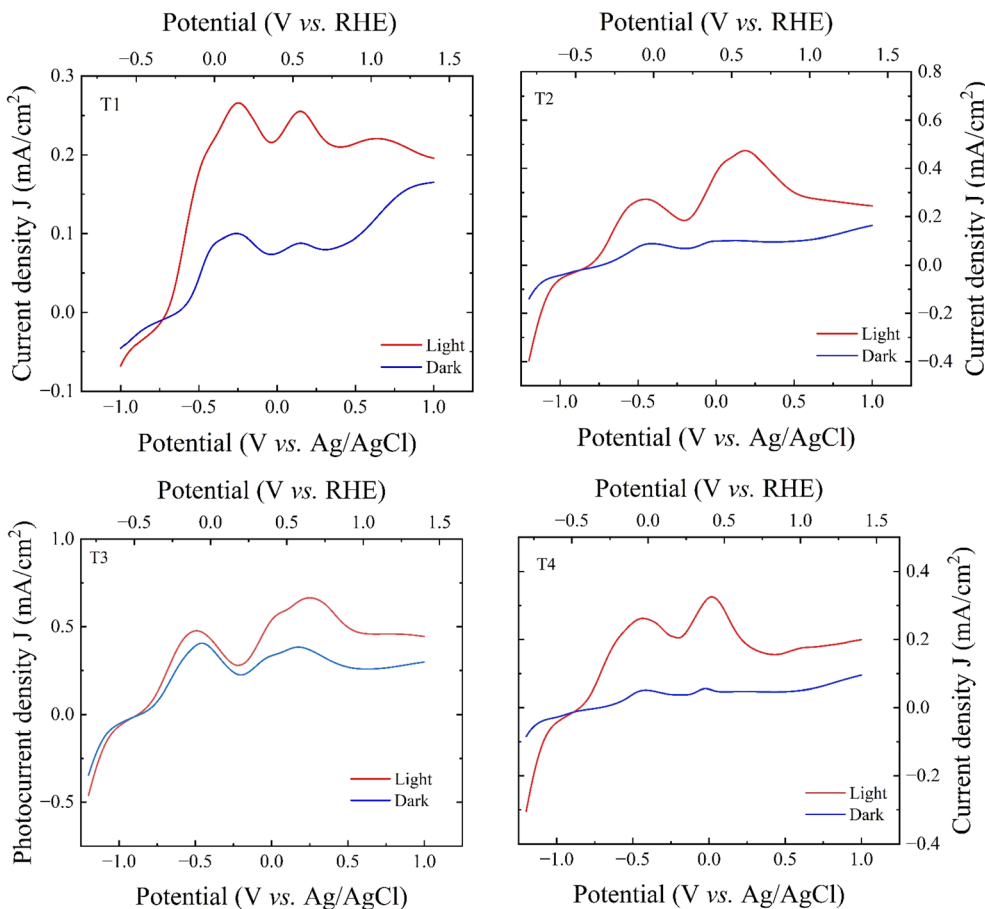 Potential (V vs. RHE)
−0.5 0.0 0.5 1.0 1.5
0.3
0.2
0.1
0.0
−0.1
Current density J (mA/cm²)
T1
Light
Dark
−1.0 −0.5 0.0 0.5 1.0
Potential (V vs. Ag/AgCl)
Potential (V vs. RHE)
−0.5 0.0 0.5 1.0 1.5
T2
0.8
0.6
0.4
0.2
0.0
−0.2
−0.4
Current density J (mA/cm²)
Light
Dark
−1.0 −0.5 0.0 0.5 1.0
Potential (V vs. Ag/AgCl)
Potential (V vs. RHE)
−0.5 0.0 0.5 1.0 1.5
1.0
0.5
0.0
−0.5
Photocurrent density J (mA/cm²)
T3
Light
Dark
−1.0 −0.5 0.0 0.5 1.0
Potential (V vs. Ag/AgCl)
Potential (V vs. RHE)
−0.5 0.0 0.5 1.0 1.5
T4
0.4
0.2
0.0
−0.2
−0.4
Current density J (mA/cm²)
Light
Dark
−1.0 −0.5 0.0 0.5 1.0
Potential (V vs. Ag/AgCl)